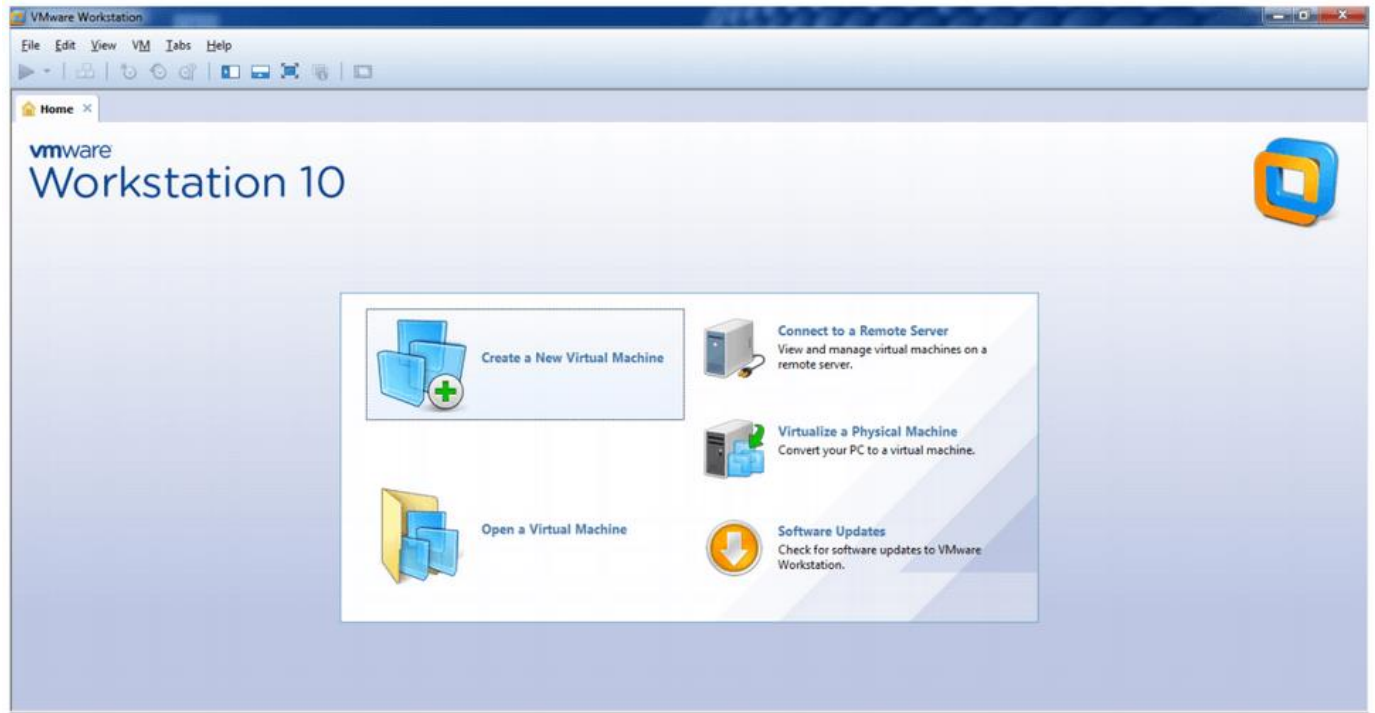 VMware Workstation
File Edit View VM Tabs Help
Home
vmware
Workstation 10
Create a New Virtual Machine
Connect to a Remote Server
View and manage virtual machines on a
remote server.
Virtualize a Physical Machine
Convert your PC to a virtual machine.
Open a Virtual Machine
Software Updates
Check for software updates to VMware
Workstation.